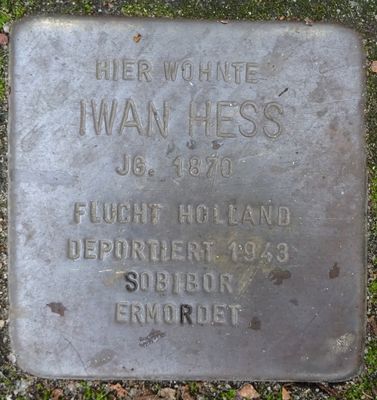 HIER WOHNTE
IWAN HESS
JG. 1870
FLUCHT HOLLAND
DEPORTIERT 1943
SOBIBOR
ERMORDET